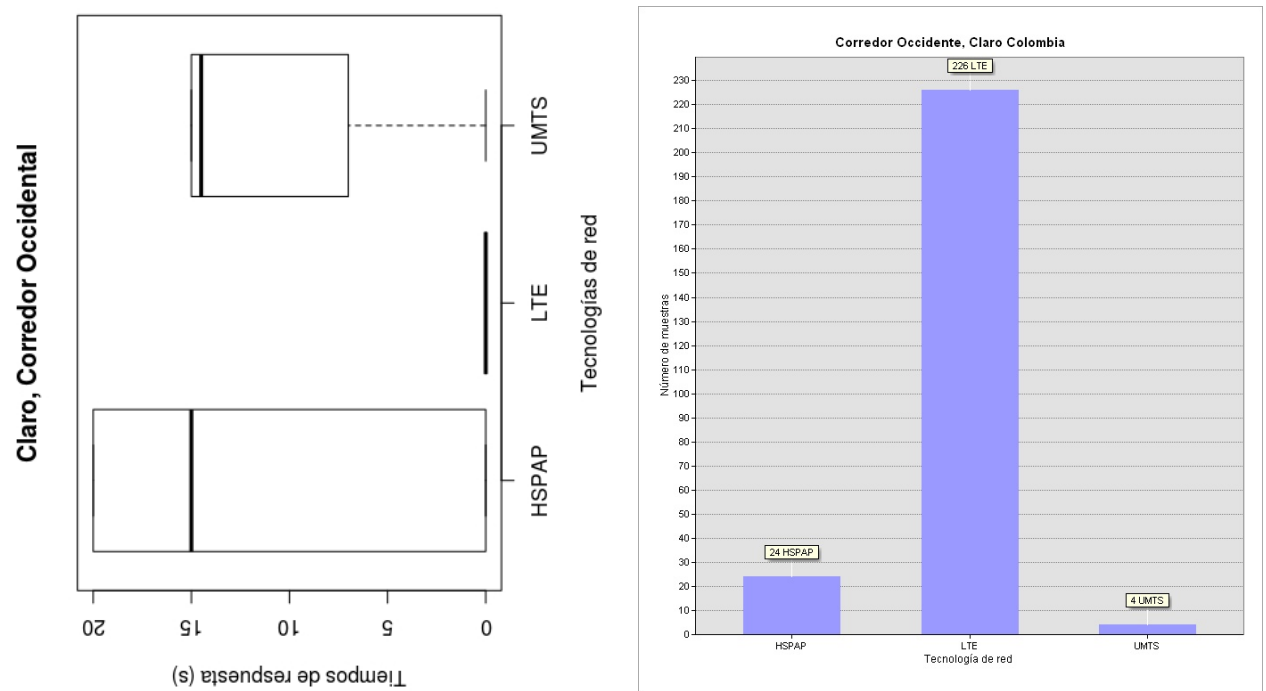 Claro, Corredor Occidental
UMTS
LTE
HSPAP
Tecnologías de red
20
15
10
5
0
Tiempos de respuesta (s)
Corredor Occidente, Claro Colombia
226 LTE
24 HSPAP
4 UMTS
230
220
210
200
190
180
170
160
150
140
130
120
110
100
90
80
70
60
50
40
30
20
10
0
Número de muestras
HSPAP
LTE
UMTS
Tecnología de red